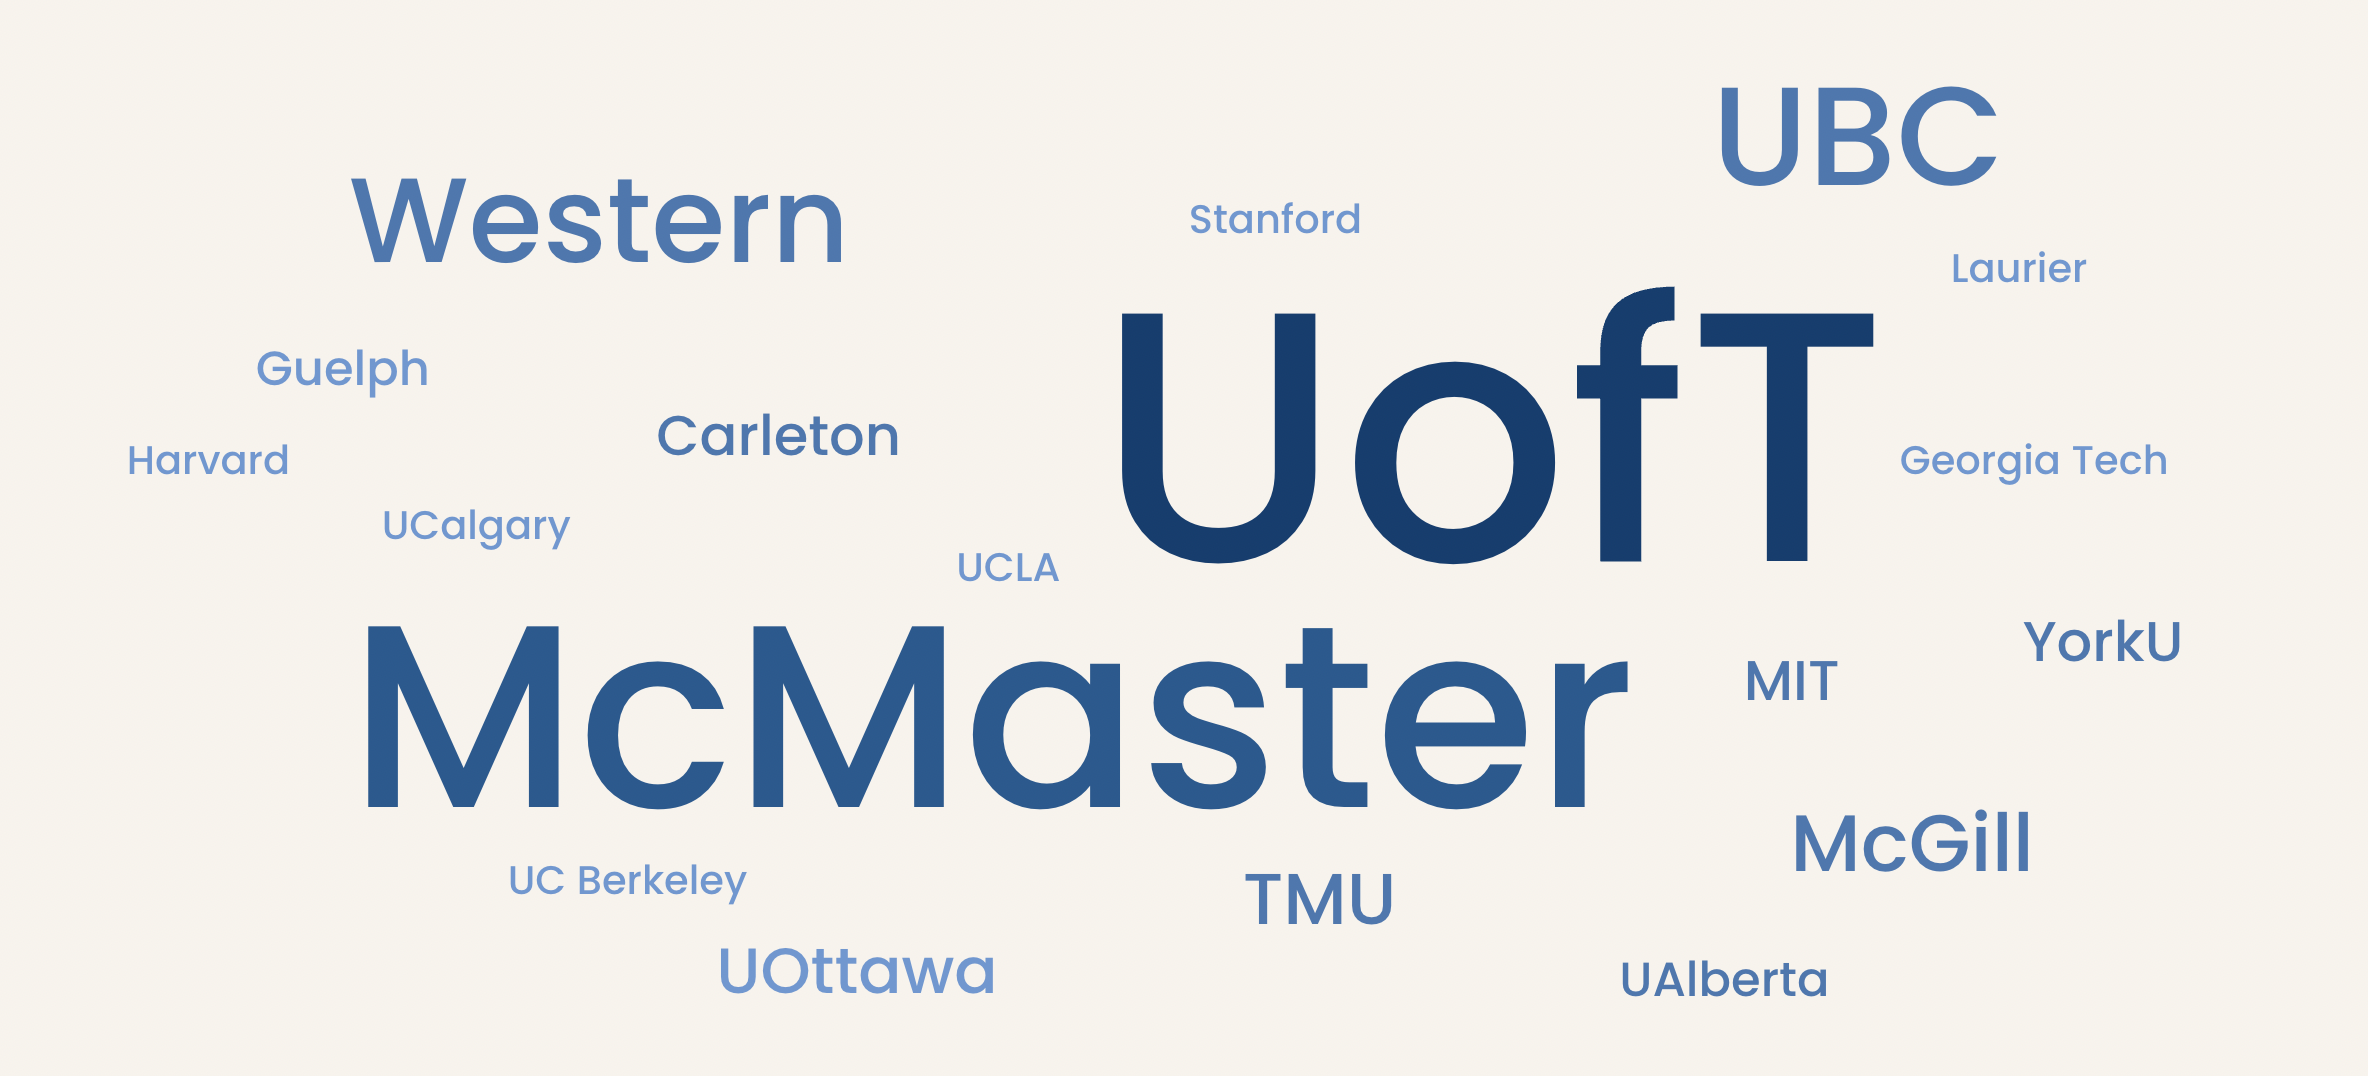 UBC
Western
Stanford
Laurier
Guelph
UofT
Carleton
Harvard
Georgia Tech
UCalgary
UCLA
McMaster
YorkU
MIT
McGill
UC Berkeley
TMU
UOttawa
UAlberta